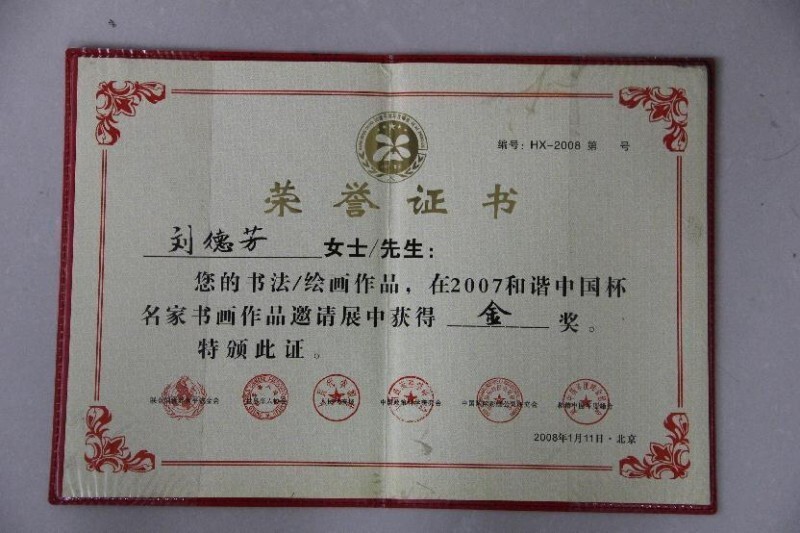 编号：HX-2008 第 号
荣誉证书
刘德芳 女士/先生：
您的书法/绘画作品，在2007和谐中国杯
名家书画作品邀请展中获得 金 奖。
特颁此证。
2008年1月11日·北京